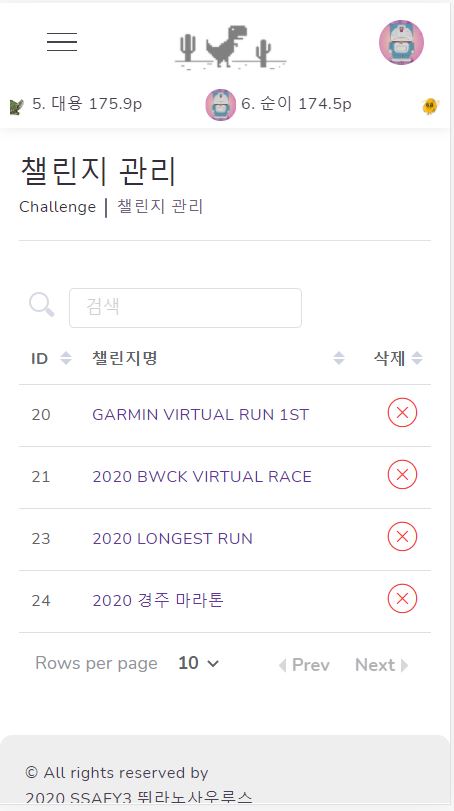 5. 대용 175.9p 6. 순이 174.5p
챌린지 관리
Challenge | 챌린지 관리
검색
ID 챌린지명 삭제
20 GARMIN VIRTUAL RUN 1ST
21 2020 BWCK VIRTUAL RACE
23 2020 LONGEST RUN
24 2020 경주 마라톤
Rows per page 10 Prev Next
© All rights reserved by
2020 SSAFY3 뛰라노사우루스